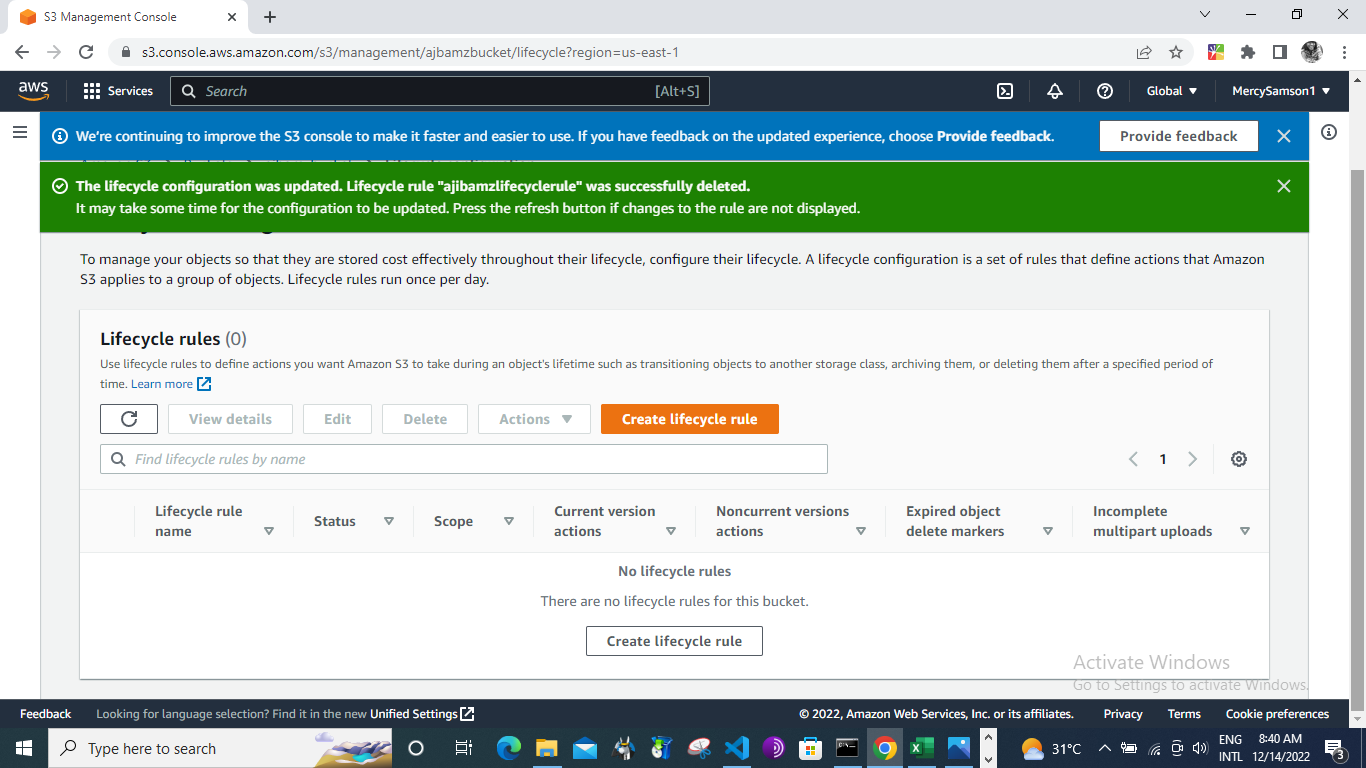 S3 Management Console
s3.console.aws.amazon.com/s3/management/ajbamzbucket/lifecycle?region=us-east-1
aws
Services
Search
[Alt+S]
Global
MercySamson1
We're continuing to improve the S3 console to make it faster and easier to use. If you have feedback on the updated experience, choose Provide feedback.
Provide feedback
The lifecycle configuration was updated. Lifecycle rule "ajibamzlifecyclerule" was successfully deleted.
It may take some time for the configuration to be updated. Press the refresh button if changes to the rule are not displayed.
To manage your objects so that they are stored cost effectively throughout their lifecycle, configure their lifecycle. A lifecycle configuration is a set of rules that define actions that Amazon
S3 applies to a group of objects. Lifecycle rules run once per day.
Lifecycle rules (0)
Use lifecycle rules to define actions you want Amazon S3 to take during an object's lifetime such as transitioning objects to another storage class, archiving them, or deleting them after a specified period of
time. Learn more
View details
Edit
Delete
Actions
Create lifecycle rule
Find lifecycle rules by name
1
Lifecycle rule
name
Status
Scope
Current version
actions
Noncurrent versions
actions
Expired object
delete markers
Incomplete
multipart uploads
No lifecycle rules
There are no lifecycle rules for this bucket.
Create lifecycle rule
Activate Windows
Go to Settings to activate Windows.
Feedback
Looking for language selection? Find it in the new Unified Settings
© 2022, Amazon Web Services, Inc. or its affiliates.
Privacy
Terms
Cookie preferences
Type here to search
31°C
ENG
INTL
8:40 AM
12/14/2022
3